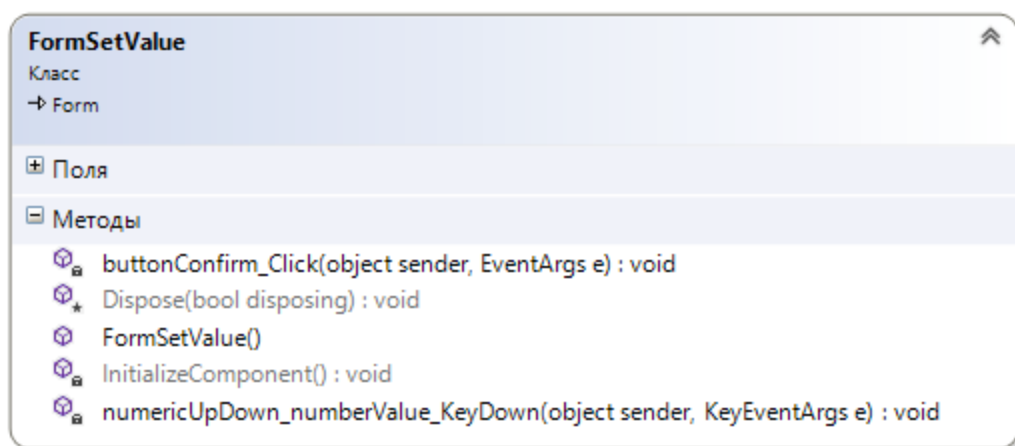 FormSetValue
Класс
Form
Поля
Методы
buttonConfirm_Click(object sender, EventArgs e) : void
Dispose(bool disposing) : void
FormSetValue()
InitializeComponent() : void
numericUpDown_numberValue_KeyDown(object sender, KeyEventArgs e) : void